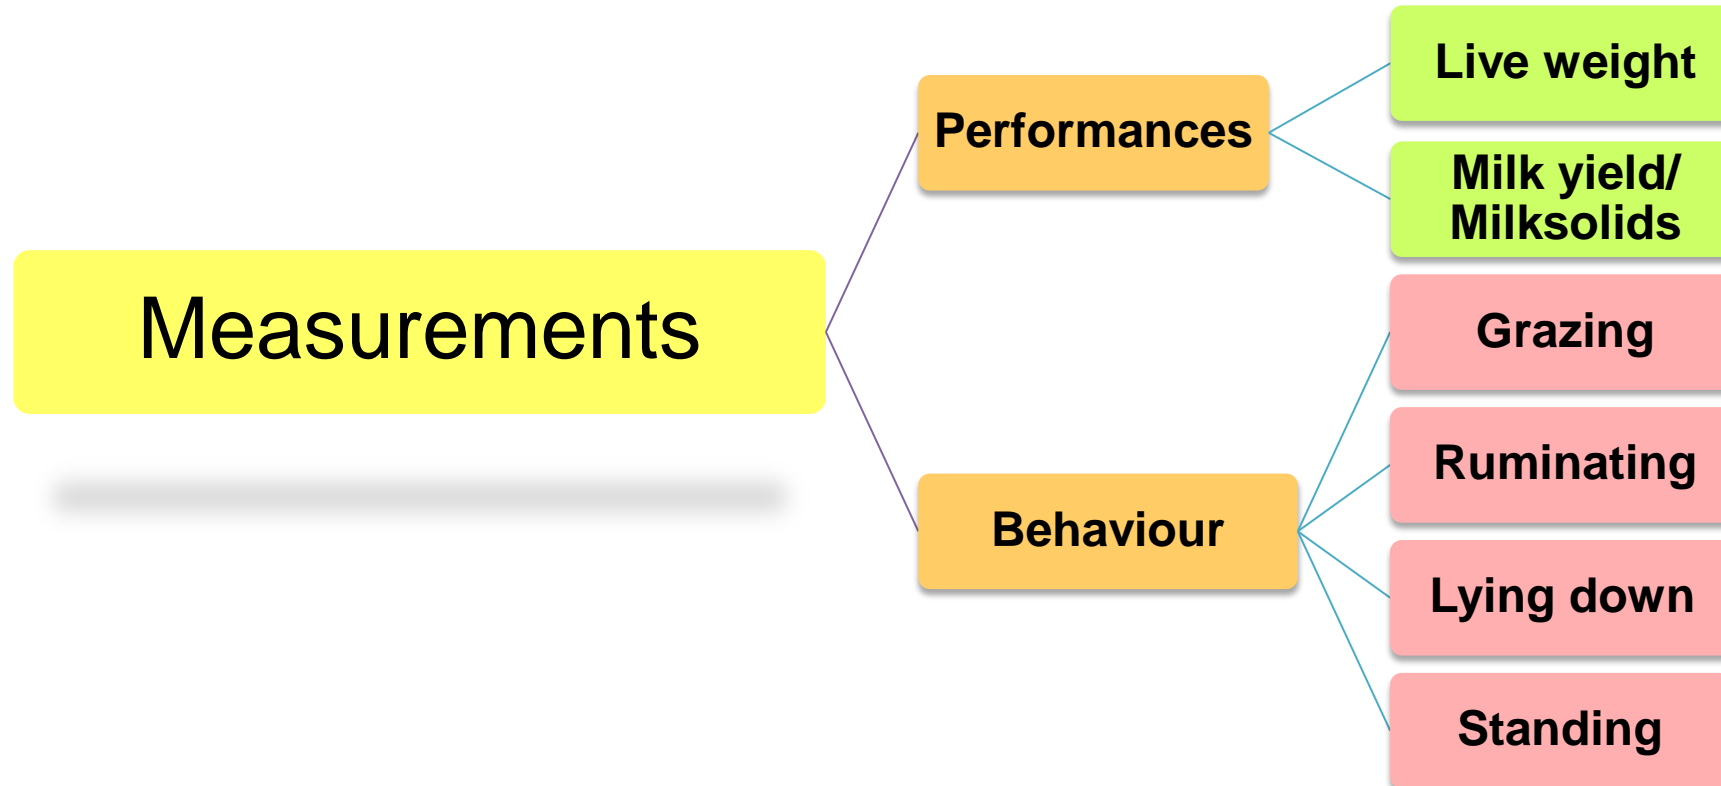 Measurements
Performances
Live weight
Milk yield/
Milksolids
Behaviour
Grazing
Ruminating
Lying down
Standing